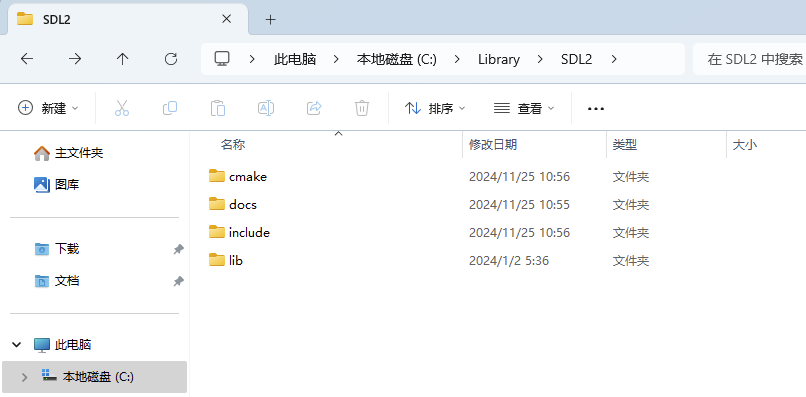 SDL2
此电脑 本地磁盘 (C:) Library SDL2
在 SDL2 中搜索
新建 排序 查看
名称 修改日期 类型 大小
主文件夹
图库
下载
文档
此电脑
本地磁盘 (C:)
cmake 2024/11/25 10:56 文件夹
docs 2024/11/25 10:55 文件夹
include 2024/11/25 10:56 文件夹
lib 2024/1/2 5:36 文件夹